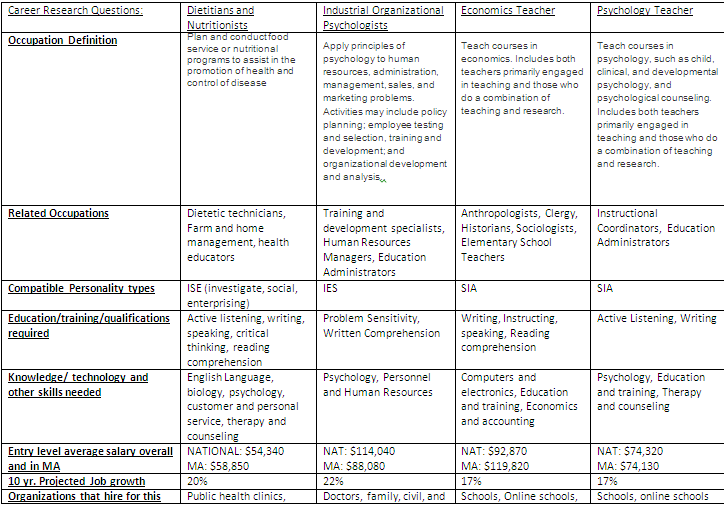 Career Research Questions:
Dietitians and
Nutritionists
Industrial Organizational
Psychologists
Economics Teacher
Psychology Teacher
Occupation Definition
Plan and conductfood
service or nutritional
programs to assist in the
promotion of health and
control of disease
Apply principles of
psychology to human
resources, administration,
management, sales, and
marketing problems.
Activities may include policy
planning; employee testing
and selection, training and
development; and
organizational development
and analysis..
Teach courses in
economics. Includes both
teachers primarily engaged
in teaching and those who
do a combination of
teaching and research.
Teach courses in
psychology, such as child,
clinical, and developmental
psychology, and
psychological counseling.
Includes both teachers
primarily engaged in
teaching and those who do
a combination of teaching
and research.
Related Occupations
Dietetic technicians,
Farm and home
management, health
educators
Training and
development specialists,
Human Resources
Managers, Education
Administrators
Anthropologists, Clergy,
Historians, Sociologists,
Elementary School
Teachers
Instructional
Coordinators, Education
Administrators
Compatible Personality types
ISE (investigate, social,
enterprising)
IES
SIA
SIA
Education/training/qualifications
required
Active listening, writing,
speaking, critical
thinking, reading
comprehension
Problem Sensitivity,
Written Comprehension
Writing, Instructing,
speaking, Reading
comprehension
Active Listening, Writing
Knowledge/ technology and
other skills needed
English Language,
biology, psychology,
customer and personal
service, therapy and
counseling
Psychology, Personnel
and Human Resources
Computers and
electronics, Education
and training, Economics
and accounting
Psychology, Education
and training, Therapy
and counseling
Entry level average salary overall
and in MA
NATIONAL: $54,340
MA: $58,850
NAT: $114,040
MA: $88,080
NAT: $92,870
MA: $119,820
NAT: $74,320
MA: $74,130
10 yr. Projected Job growth
20%
22%
17%
17%
Organizations that hire for this
Public health clinics,
Doctors, family, civil, and
Schools, Online schools,
Schools, online schools